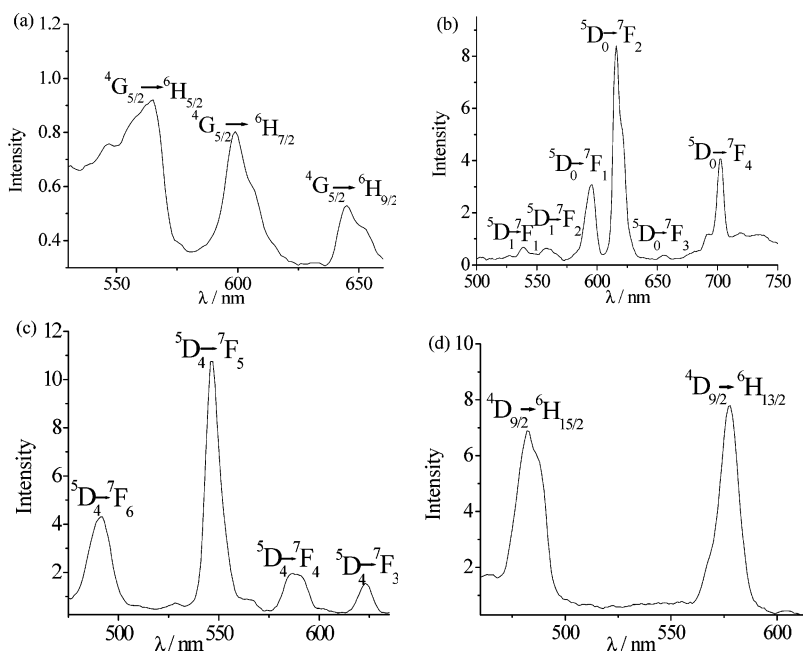 (a)
1.2
1.0
0.8
0.6
0.4
Intensity
⁴G₅/₂→⁶H₅/₂
⁴G₅/₂→⁶H₇/₂
⁴G₅/₂→⁶H₉/₂
550 600 650
λ / nm
(b)
8
6
4
2
0
Intensity
⁵D₀→⁷F₂
⁵D₀→⁷F₁
⁵D₀→⁷F₄
⁵D₁→⁷F₁
⁵D₁→⁷F₂
⁵D₀→⁷F₃
500 550 600 650 700 750
λ / nm
(c)
12
10
8
6
4
2
Intensity
⁵D₄→⁷F₅
⁵D₄→⁷F₆
⁵D₄→⁷F₄
⁵D₄→⁷F₃
500 550 600
λ / nm
(d)
10
8
6
4
2
Intensity
⁴D₉/₂→⁶H₁₅/₂
⁴D₉/₂→⁶H₁₃/₂
500 550 600
λ / nm